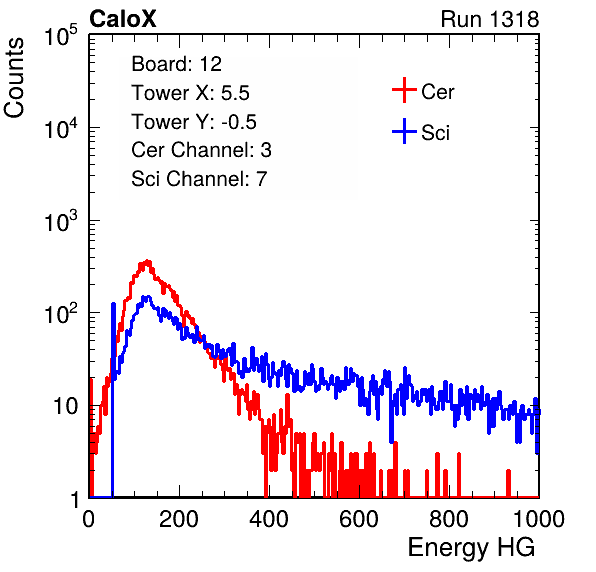 CaloX Run 1318
Counts
Board: 12
Tower X: 5.5
Tower Y: -0.5
Cer Channel: 3
Sci Channel: 7
Cer
Sci
10^5
10^4
10^3
10^2
10
1
0 200 400 600 800 1000
Energy HG